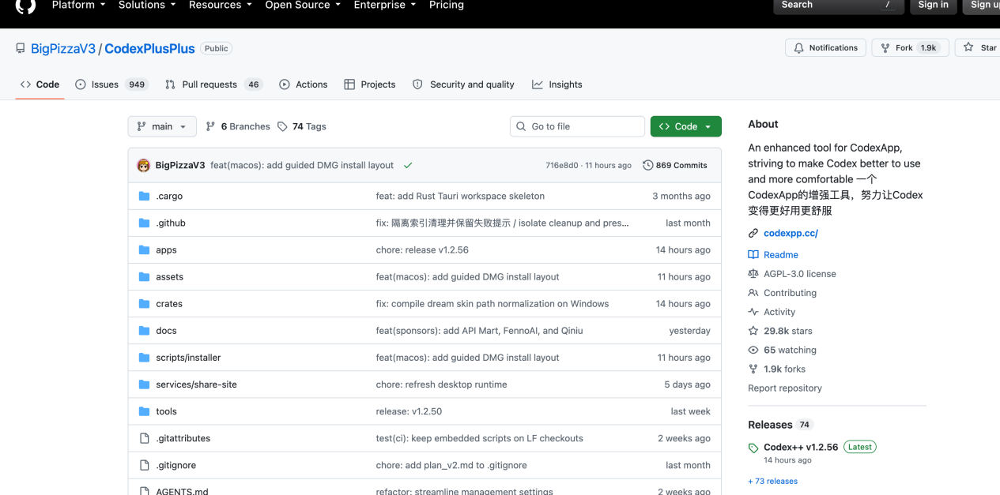 Platform Solutions Resources Open Source Enterprise Pricing Search / Sign in Sign up
BigPizzaV3 / CodexPlusPlus Public Notifications Fork 1.9k Star
Code Issues 949 Pull requests 46 Actions Projects Security and quality Insights
main 6 Branches 74 Tags Go to file Code
BigPizzaV3 feat(macos): add guided DMG install layout 716e8d0 · 11 hours ago 869 Commits
.cargo feat: add Rust Tauri workspace skeleton 3 months ago
.github fix: 隔离索引清理并保留失败提示 / isolate cleanup and pres... last month
apps chore: release v1.2.56 14 hours ago
assets feat(macos): add guided DMG install layout 11 hours ago
crates fix: compile dream skin path normalization on Windows 14 hours ago
docs feat(sponsors): add API Mart, FennoAI, and Qiniu yesterday
scripts/installer feat(macos): add guided DMG install layout 11 hours ago
services/share-site chore: refresh desktop runtime 5 days ago
tools release: v1.2.50 last week
.gitattributes test(ci): keep embedded scripts on LF checkouts 2 weeks ago
.gitignore chore: add plan_v2.md to .gitignore last month
AGENTS.md refactor: streamline management settings 2 weeks ago
About
An enhanced tool for CodexApp,
striving to make Codex better to use
and more comfortable 一个
CodexApp的增强工具，努力让Codex
变得更好用更舒服
codexpp.cc/
Readme
AGPL-3.0 license
Contributing
Activity
29.8k stars
65 watching
1.9k forks
Report repository
Releases 74
Codex++ v1.2.56 Latest
14 hours ago
+ 73 releases